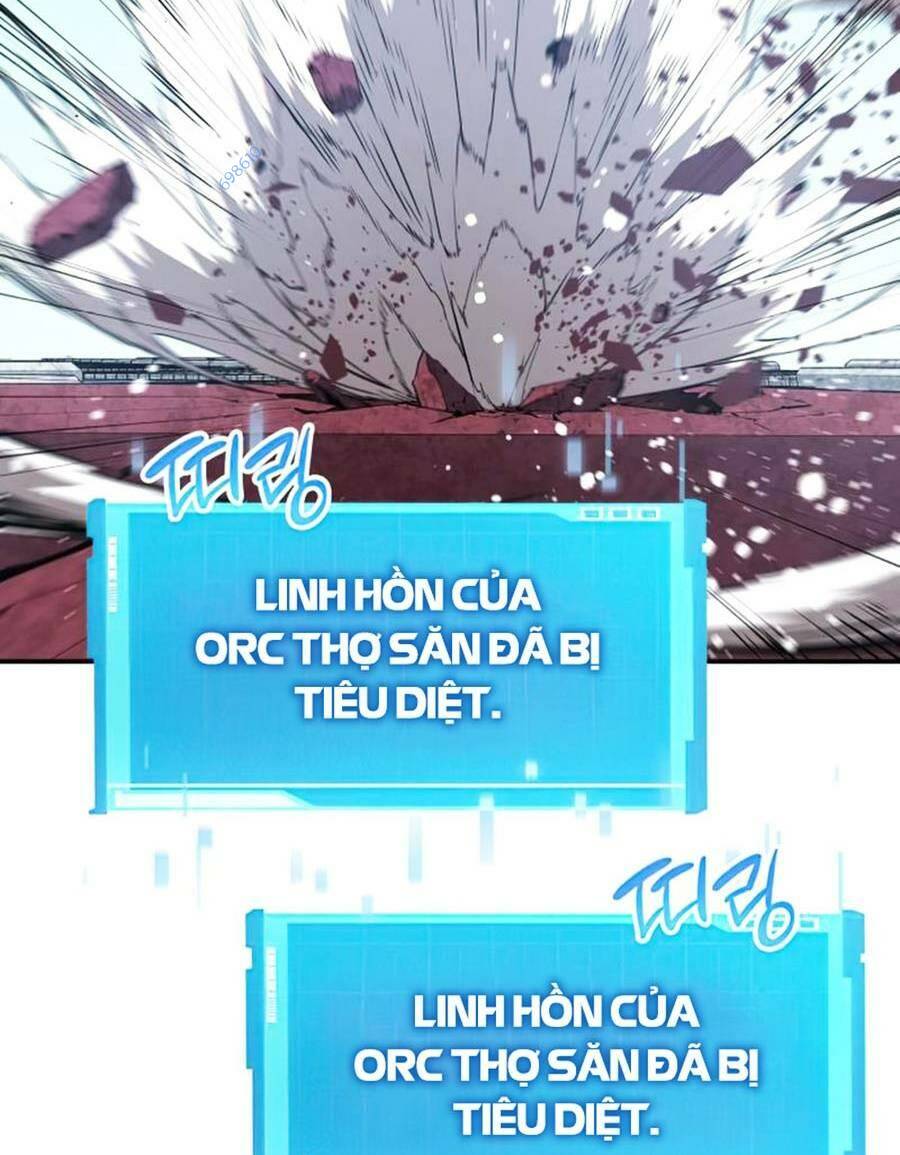 698619
띠링
LINH HỒN CỦA
ORC THỢ SĂN ĐÃ BỊ
TIÊU DIỆT.
띠링
LINH HỒN CỦA
ORC THỢ SĂN ĐÃ BỊ
TIÊU DIỆT.